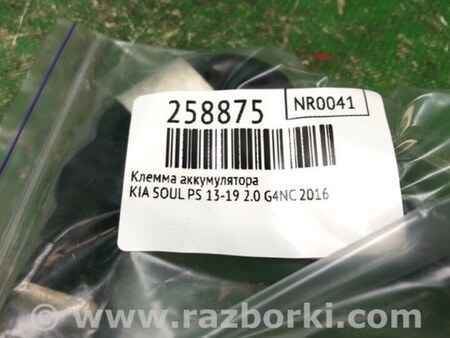 258875
NR0041
Клемма аккумулятора
KIA SOUL PS 13-19 2.0 G4NC 2016
www.razborki.com